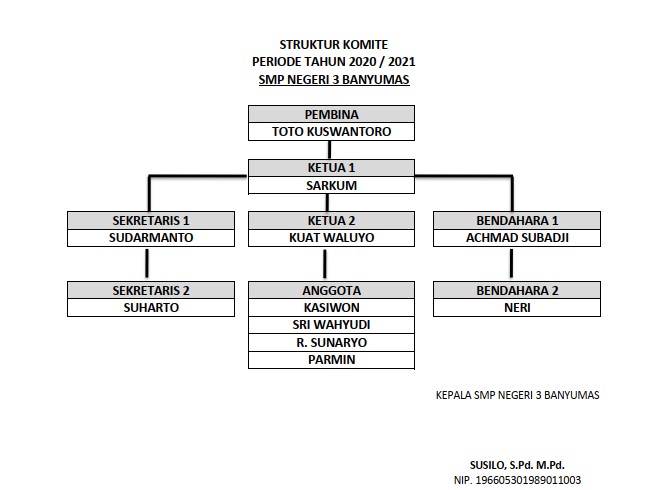 STRUKTUR KOMITE
PERIODE TAHUN 2020 / 2021
SMP NEGERI 3 BANYUMAS
PEMBINA
TOTO KUSWANTORO
KETUA 1
SARKUM
SEKRETARIS 1
SUDARMANTO
KETUA 2
KUAT WALUYO
BENDAHARA 1
ACHMAD SUBADJI
SEKRETARIS 2
SUHARTO
ANGGOTA
KASIWON
SRI WAHYUDI
R. SUNARYO
PARMIN
BENDAHARA 2
NERI
KEPALA SMP NEGERI 3 BANYUMAS
SUSILO, S.Pd. M.Pd.
NIP. 196605301989011003